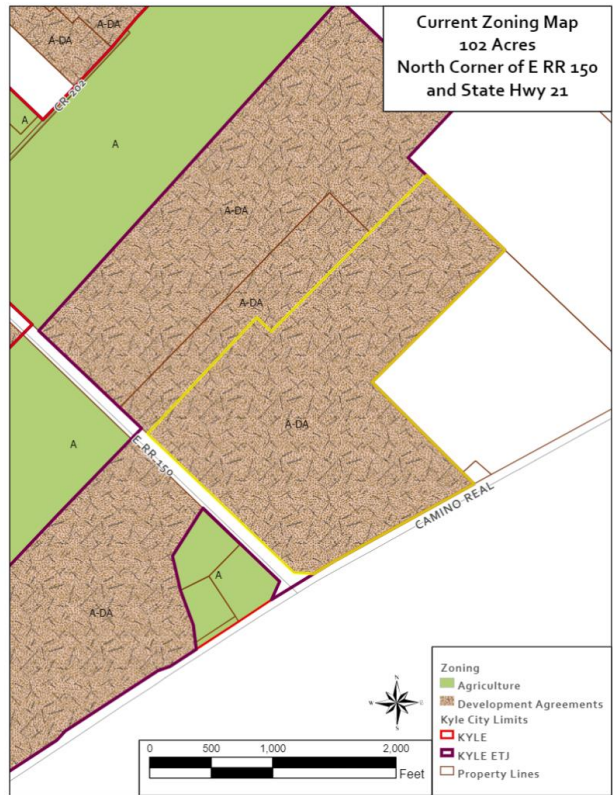 Current Zoning Map
102 Acres
North Corner of E RR 150
and State Hwy 21
A-DA
A-DA
CR-202
A
A
A-DA
A-DA
A-DA
E RR-150
A
CAMINO REAL
A
A-DA
N
W
E
S
Zoning
Agriculture
Development Agreements
Kyle City Limits
KYLE
KYLE ETJ
Property Lines
0 500 1,000 2,000
Feet